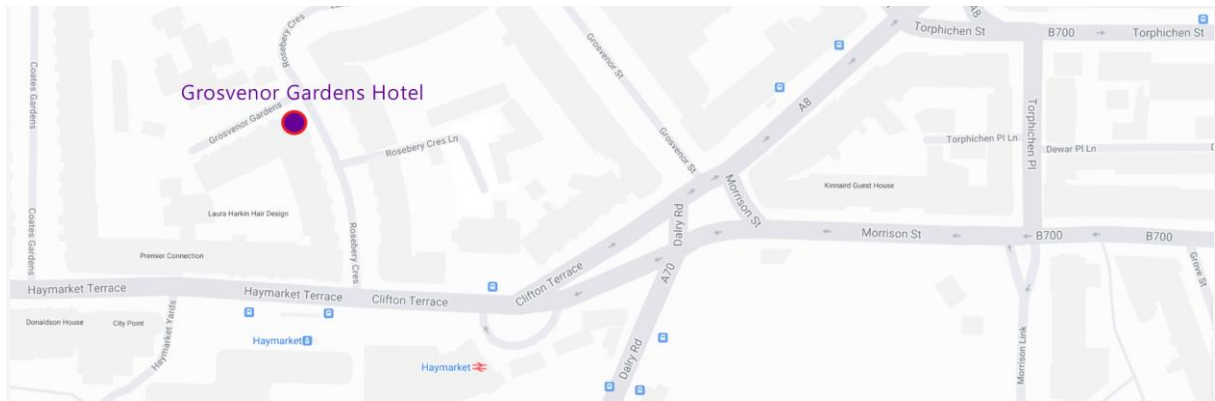 Coates Gardens
Rosebery Cres
Grosvenor St
A8
Torphichen St
B700
Torphichen St
Grosvenor Gardens Hotel
Grosvenor Gardens
Rosebery Cres Ln
Grosvenor St
A8
Torphichen Pl
Torphichen Pl Ln
Dewar Pl Ln
Kinnaird Guest House
Laura Harkin Hair Design
Coates Gardens
Rosebery Cres
Dalry Rd
Morrison St
Morrison St
B700
B700
Grove St
Premier Connection
Haymarket Terrace
Haymarket Terrace
Clifton Terrace
Clifton Terrace
A70
Donaldson House
City Point
Haymarket Yards
Haymarket
Haymarket
Dalry Rd
Morrison Link